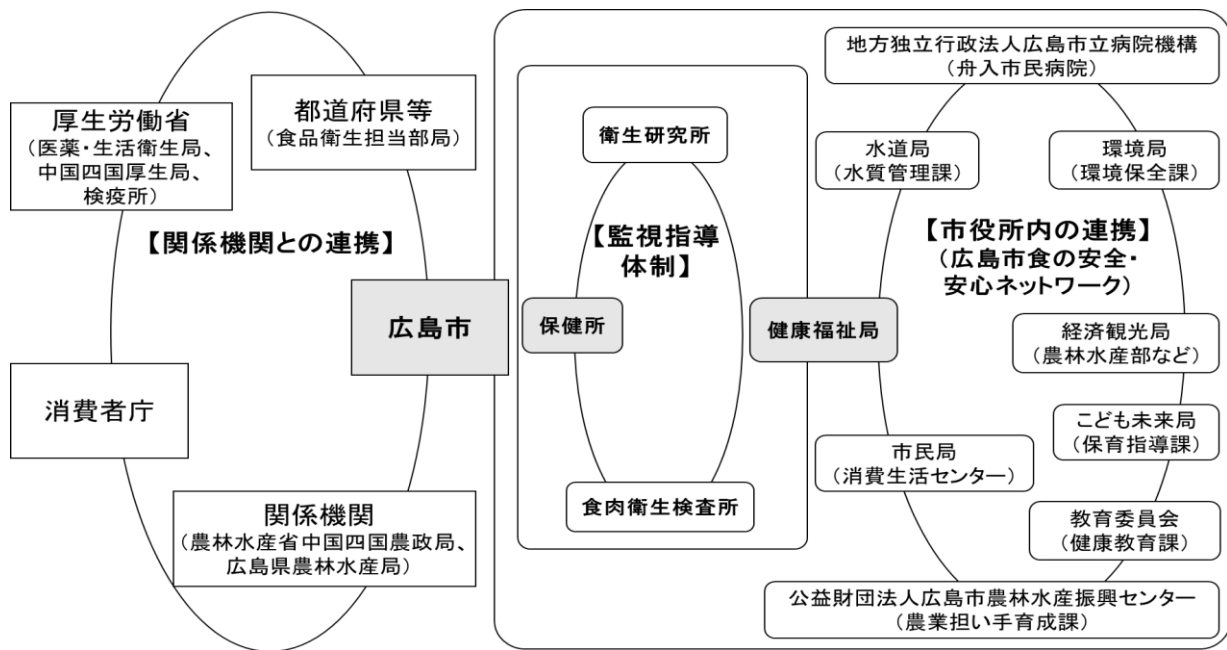 厚生労働省
（医薬・生活衛生局、
中国四国厚生局、
検疫所）
都道府県等
（食品衛生担当部局）
【関係機関との連携】
広島市
消費者庁
関係機関
（農林水産省中国四国農政局、
広島県農林水産局）
衛生研究所
【監視指導
体制】
保健所
健康福祉局
食肉衛生検査所
地方独立行政法人広島市立病院機構
（舟入市民病院）
水道局
（水質管理課）
環境局
（環境保全課）
【市役所内の連携】
（広島市食の安全・
安心ネットワーク）
経済観光局
（農林水産部など）
こども未来局
（保育指導課）
市民局
（消費生活センター）
教育委員会
（健康教育課）
公益財団法人広島市農林水産振興センター
（農業担い手育成課）